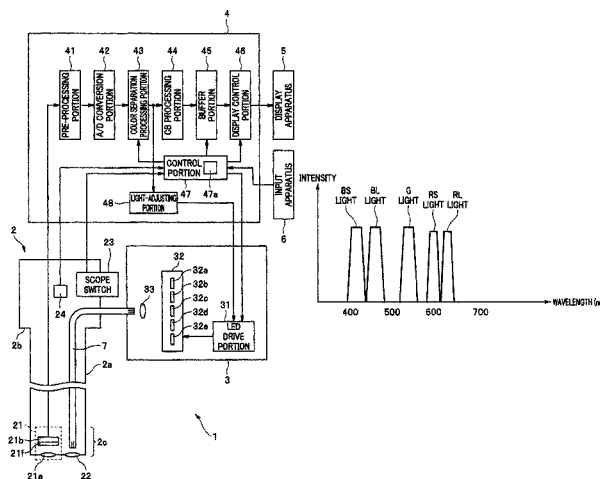 4
41
42
43
44
45
46
5
PRE-PROCESSING
PORTION
A/D CONVERSION
PORTION
COLOR SEPARATION
PROCESSING PORTION
CB PROCESSING
PORTION
BUFFER
PORTION
DISPLAY CONTROL
PORTION
DISPLAY
APPARATUS
CONTROL
PORTION
47
47a
INPUT
APPARATUS
6
LIGHT-ADJUSTING
PORTION
48
2
23
SCOPE
SWITCH
24
2b
7
2a
33
32
32a
32b
32c
32d
32e
31
LED
DRIVE
PORTION
3
21
21b
21f
21a
22
2c
1
INTENSITY
BS
LIGHT
BL
LIGHT
G
LIGHT
RS
LIGHT
RL
LIGHT
400
500
600
700
WAVELENGTH